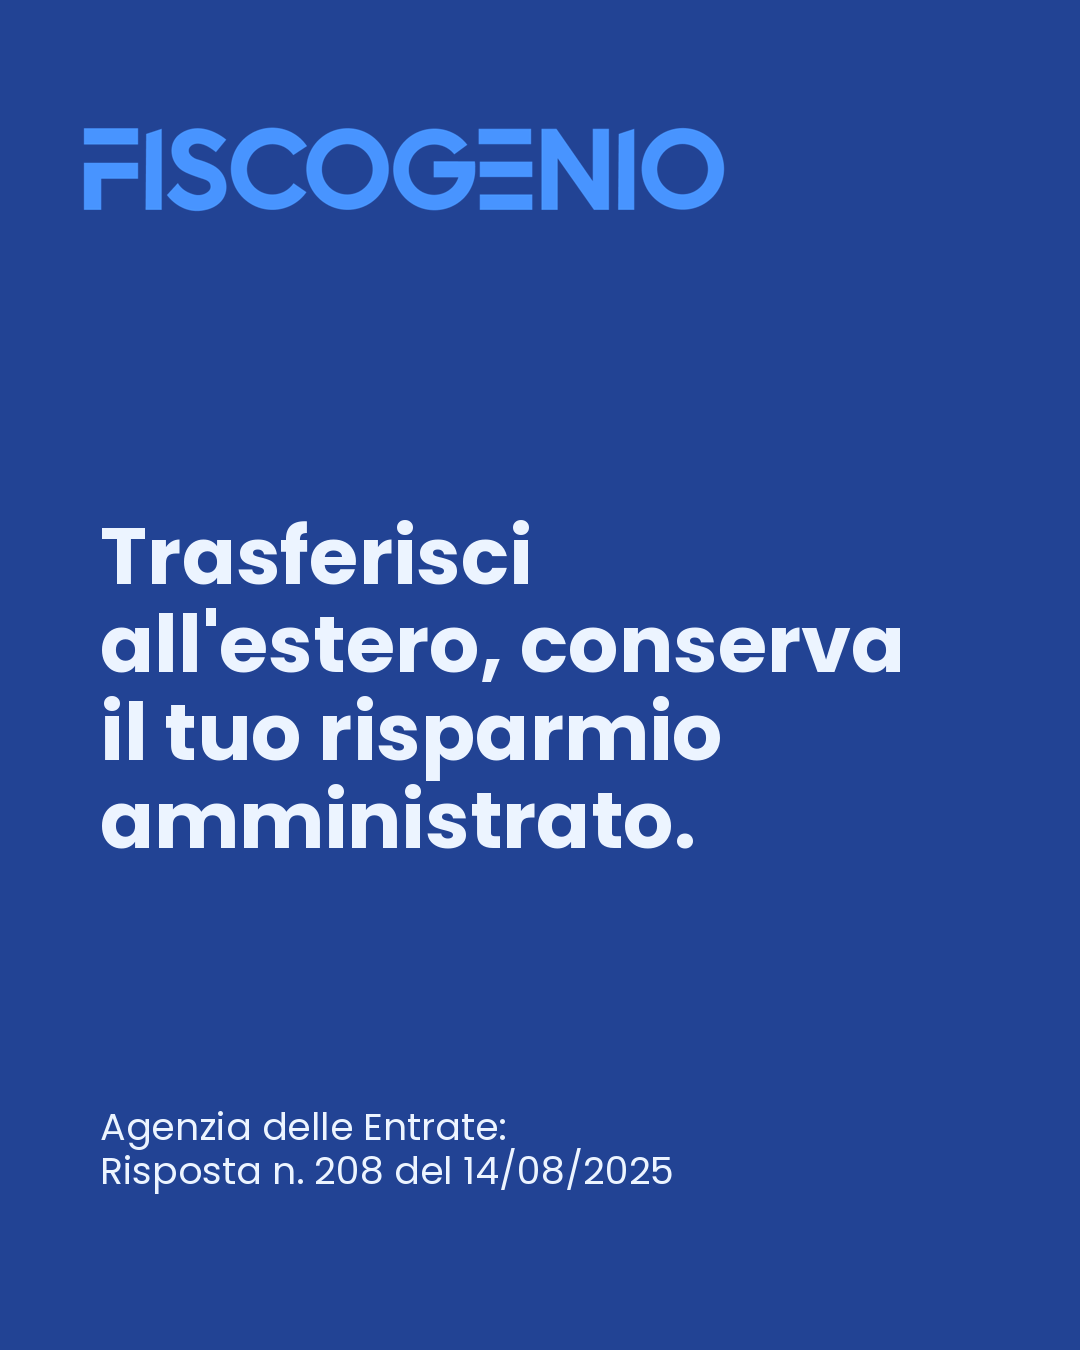 FISCOGENIO
Trasferisci
all'estero, conserva
il tuo risparmio
amministrato.
Agenzia delle Entrate:
Risposta n. 208 del 14/08/2025